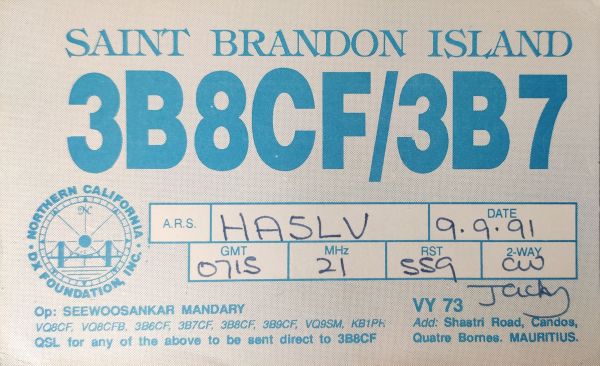 SAINT BRANDON ISLAND
3B8CF/3B7
NORTHERN CALIFORNIA DX FOUNDATION, INC.
A.R.S. HA5LV DATE 9.9.91
GMT 0715 MHz 21 RST 559 2-WAY CW
Jacky
Op: SEEWOOSANKAR MANDARY
VQ8CF, VQ8CFB, 3B6CF, 3B7CF, 3B8CF, 3B9CF, VQ9SM, KB1PH.
QSL for any of the above to be sent direct to 3B8CF
VY 73
Add: Shastri Road, Candos,
Quatre Bornes. MAURITIUS.